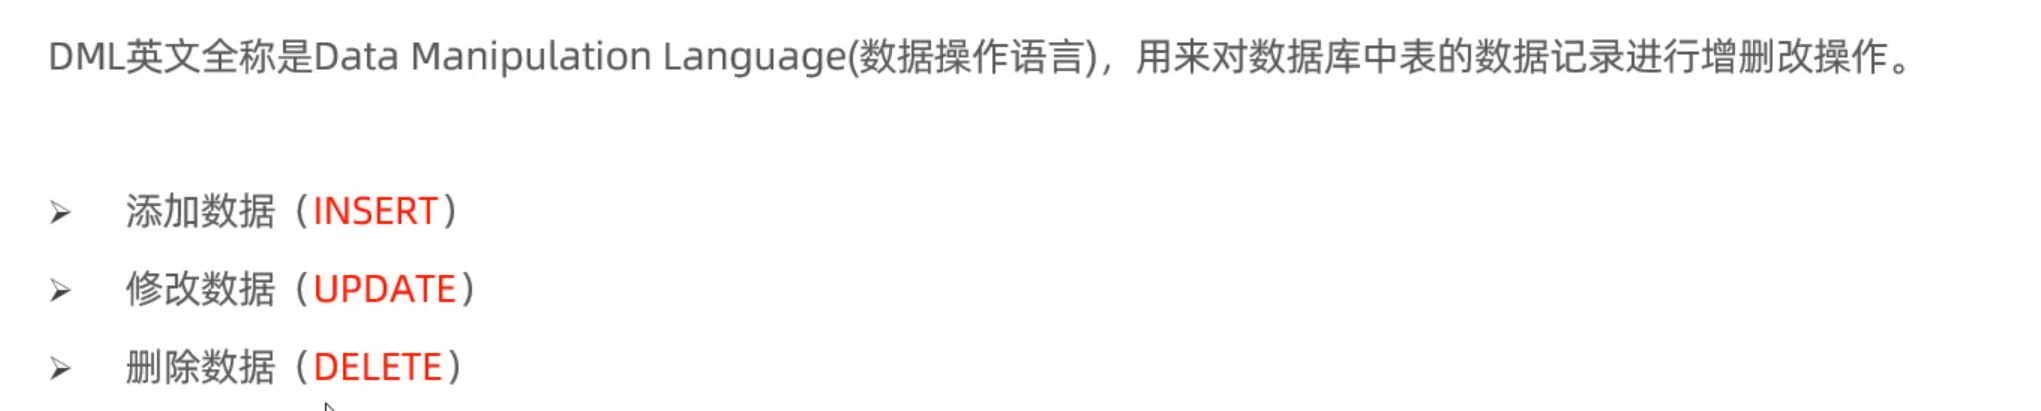 DML英文全称是Data Manipulation Language(数据操作语言)，用来对数据库中表的数据记录进行增删改操作。
➢ 添加数据（INSERT）
➢ 修改数据（UPDATE）
➢ 删除数据（DELETE）